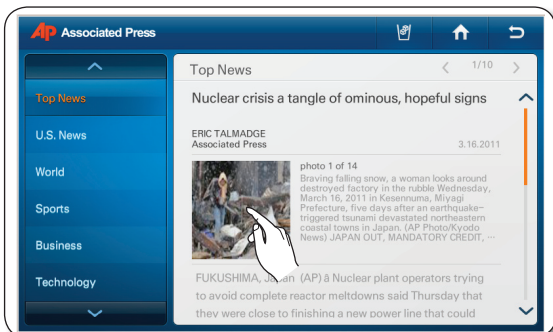 AP Associated Press
Top News
U.S. News
World
Sports
Business
Technology
Top News
1/10
Nuclear crisis a tangle of ominous, hopeful signs
ERIC TALMADGE
Associated Press
3.16.2011
photo 1 of 14
Braving falling snow, a woman looks around
destroyed factory in the rubble Wednesday,
March 16, 2011 in Kesennuma, Miyagi
Prefecture, five days after an earthquake-
triggered tsunami devastated northeastern
coastal towns in Japan. (AP Photo/Kyodo
News) JAPAN OUT, MANDATORY CREDIT, ...
FUKUSHIMA, Japan (AP) â Nuclear plant operators trying
to avoid complete reactor meltdowns said Thursday that
they were close to finishing a new power line that could